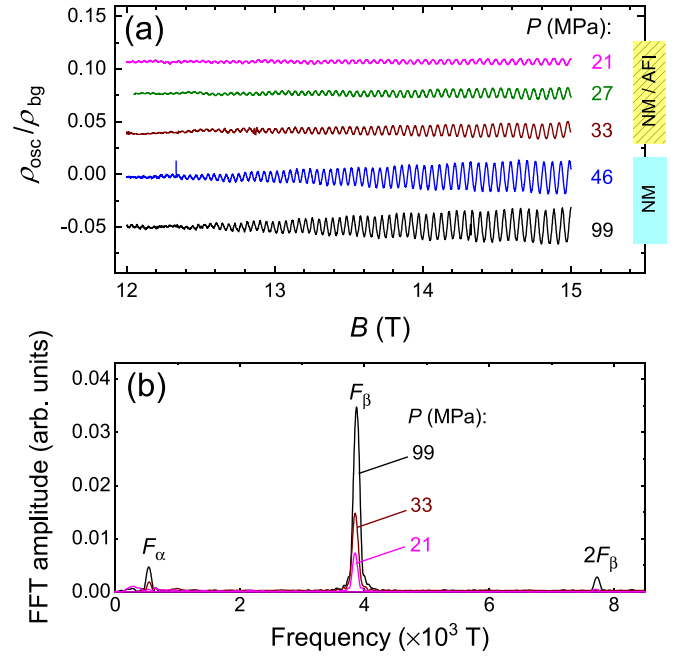 (a)
P (MPa):
0.15
0.10
0.05
0.00
-0.05
ρosc / ρbg
21
27
33
46
99
NM / AFI
NM
12
13
14
15
B (T)
(b)
Fβ
P (MPa):
99
33
21
Fα
2Fβ
0.04
0.03
0.02
0.01
0.00
FFT amplitude (arb. units)
0
2
4
6
8
Frequency (×10³ T)